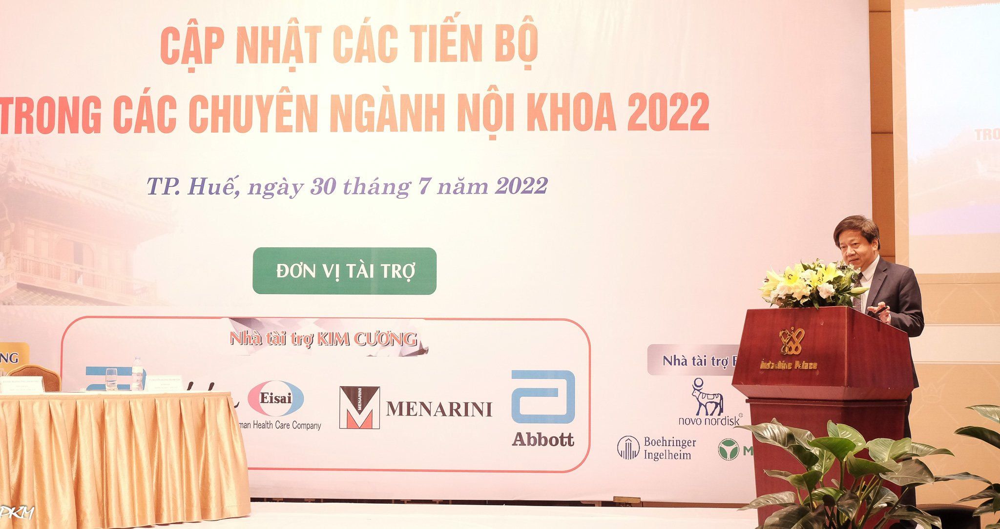 CẬP NHẬT CÁC TIẾN BỘ
TRONG CÁC CHUYÊN NGÀNH NỘI KHOA 2022
TP. Huế, ngày 30 tháng 7 năm 2022
ĐƠN VỊ TÀI TRỢ
Nhà tài trợ KIM CƯƠNG
NG
Eisai
Human Health Care Company
MENARINI
MENARINI
Abbott
Nhà tài trợ
novo nordisk
Boehringer
Ingelheim
M
Indochine Palace
TRO
PKM